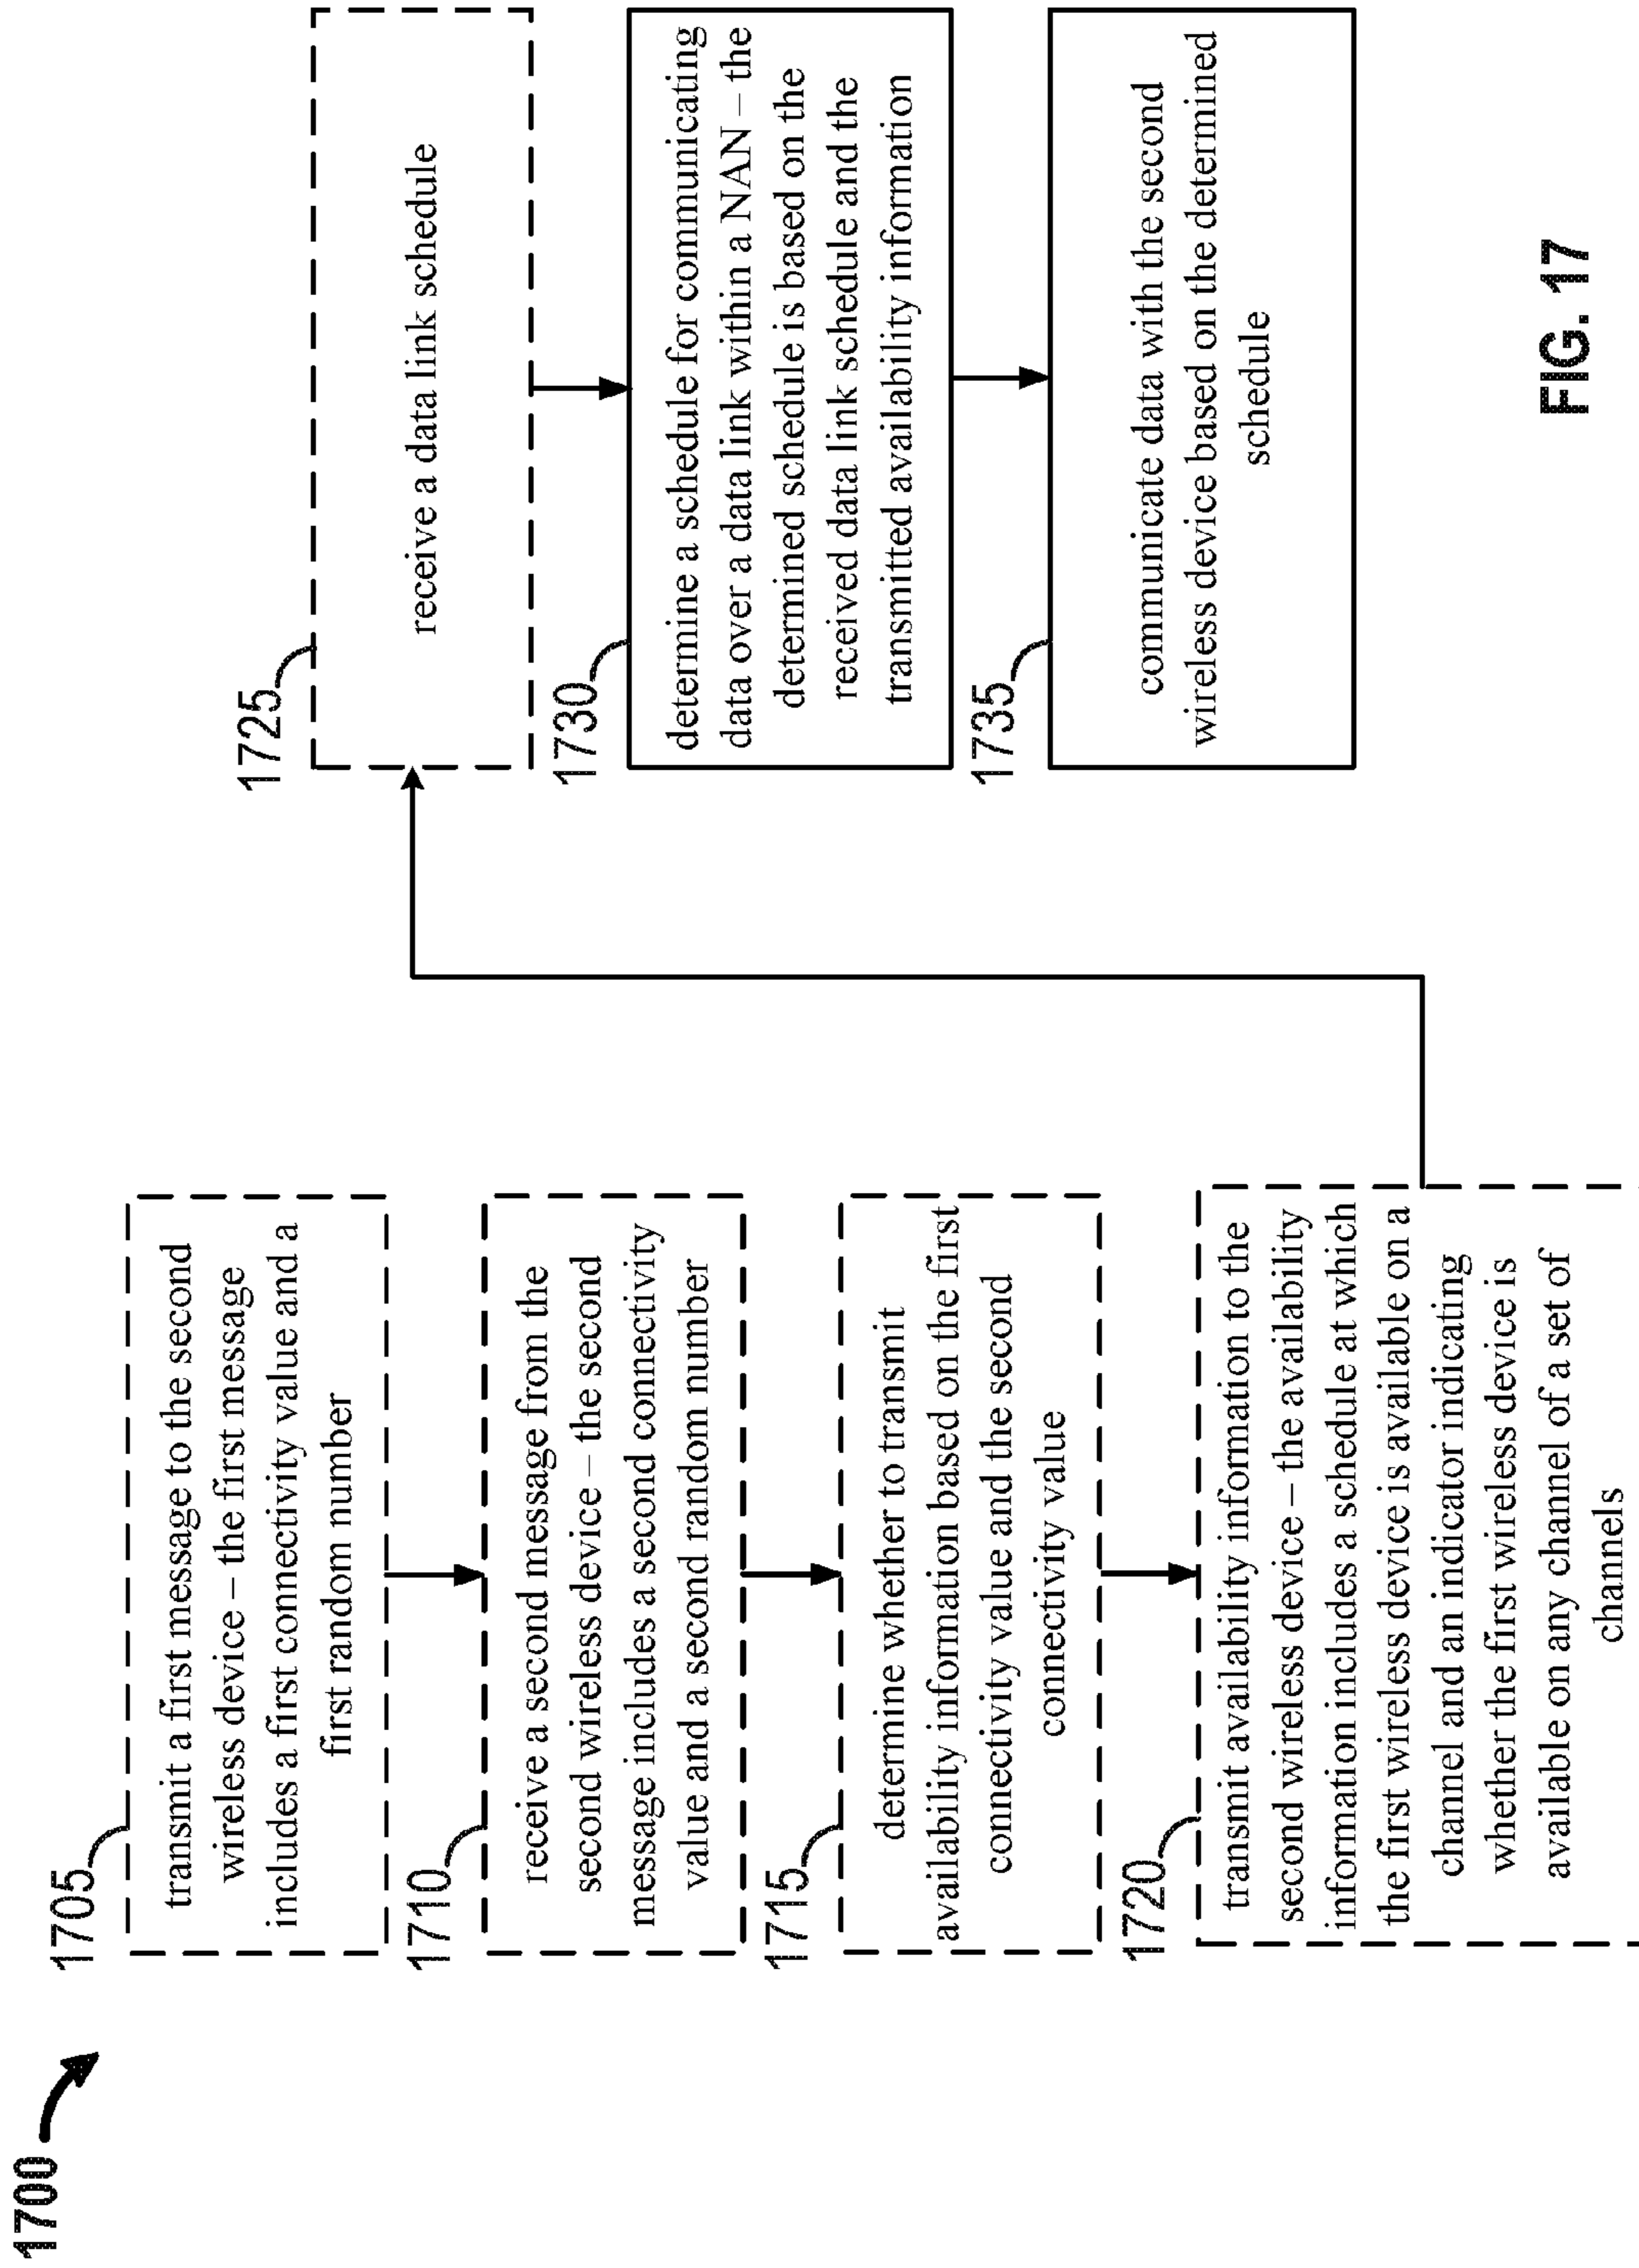 1700
1705
transmit a first message to the second
wireless device – the first message
includes a first connectivity value and a
first random number
1710
receive a second message from the
second wireless device – the second
message includes a second connectivity
value and a second random number
1715
determine whether to transmit
availability information based on the first
connectivity value and the second
connectivity value
1720
transmit availability information to the
second wireless device – the availability
information includes a schedule at which
the first wireless device is available on a
channel and an indicator indicating
whether the first wireless device is
available on any channel of a set of
channels
1725
receive a data link schedule
1730
determine a schedule for communicating
data over a data link within a NAN – the
determined schedule is based on the
received data link schedule and the
transmitted availability information
1735
communicate data with the second
wireless device based on the determined
schedule
FIG. 17